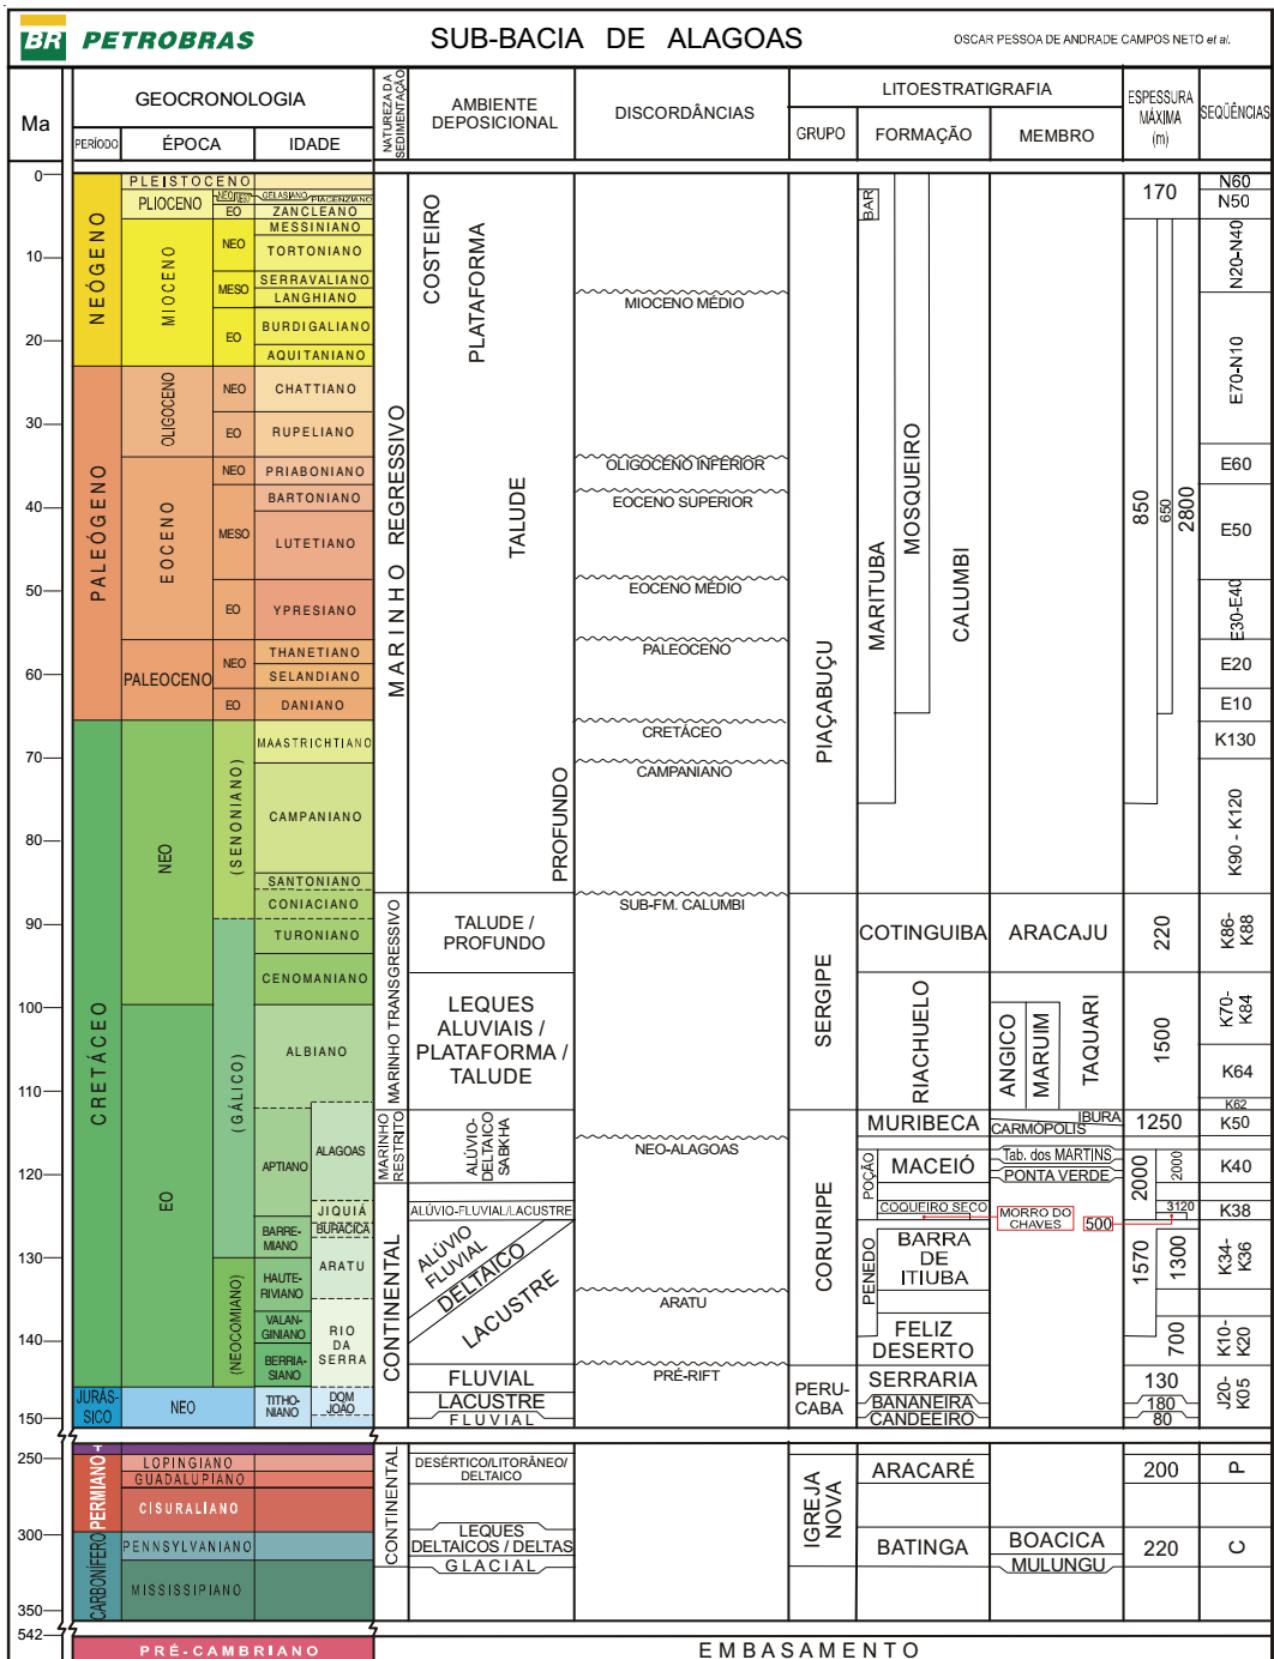 BR PETROBRAS
SUB-BACIA DE ALAGOAS
OSCAR PESSOA DE ANDRADE CAMPOS NETO et al.
Ma
GEOCRONOLOGIA
PERÍODO
ÉPOCA
IDADE
NATUREZA DA
SEDIMENTAÇÃO
AMBIENTE
DEPOSICIONAL
DISCORDÂNCIAS
LITOESTRATIGRAFIA
GRUPO
FORMAÇÃO
MEMBRO
ESPESSURA
MÁXIMA
(m)
SEQÜÊNCIAS
0
10
20
30
40
50
60
70
80
90
100
110
120
130
140
150
250
300
350
542
NEÓGENO
PALEÓGENO
CRETÁCEO
JURÁS-
SICO
T
PERMIANO
CARBONÍFERO
PLEISTOCENO
PLIOCENO
NEO
EO
MIOCENO
NEO
MESO
EO
OLIGOCENO
NEO
EO
EOCENO
NEO
MESO
EO
PALEOCENO
NEO
EO
NEO
(SENONIANO)
(GÁLICO)
EO
(NEOCOMIANO)
NEO
LOPINGIANO
GUADALUPIANO
CISURALIANO
PENNSYLVANIANO
MISSISSIPIANO
PRÉ-CAMBRIANO
GELASIANO
PIACENZIANO
ZANCLEANO
MESSINIANO
TORTONIANO
SERRAVALIANO
LANGHIANO
BURDIGALIANO
AQUITANIANO
CHATTIANO
RUPELIANO
PRIABONIANO
BARTONIANO
LUTETIANO
YPRESIANO
THANETIANO
SELANDIANO
DANIANO
MAASTRICHTIANO
CAMPANIANO
SANTONIANO
CONIACIANO
TURONIANO
CENOMANIANO
ALBIANO
APTIANO
BARRE-
MIANO
HAUTE-
RIVIANO
VALAN-
GINIANO
BERRIA-
SIANO
TITHO-
NIANO
ALAGOAS
JIQUIÁ
BURACICA
ARATU
RIO
DA
SERRA
DOM
JOÃO
MARINHO REGRESSIVO
MARINHO TRANSGRESSIVO
MARINHO
RESTRITO
CONTINENTAL
CONTINENTAL
COSTEIRO
PLATAFORMA
TALUDE
PROFUNDO
TALUDE /
PROFUNDO
LEQUES
ALUVIAIS /
PLATAFORMA /
TALUDE
ALÚVIO-
DELTAICO
SABKHA
ALÚVIO-FLUVIAL/LACUSTRE
ALÚVIO
FLUVIAL
DELTAICO
LACUSTRE
FLUVIAL
LACUSTRE
FLUVIAL
DESÉRTICO/LITORÂNEO/
DELTAICO
LEQUES
DELTAICOS / DELTAS
GLACIAL
MIOCENO MÉDIO
OLIGOCENO INFERIOR
EOCENO SUPERIOR
EOCENO MÉDIO
PALEOCENO
CRETÁCEO
CAMPANIANO
SUB-FM. CALUMBI
NEO-ALAGOAS
ARATU
PRÉ-RIFT
PIAÇABUÇU
SERGIPE
CORURIPE
PERU-
CABA
IGREJA
NOVA
BAR
MARITUBA
MOSQUEIRO
CALUMBI
COTINGUIBA
RIACHUELO
MURIBECA
POÇÃO
MACEIÓ
COQUEIRO SECO
PENEDO
BARRA
DE
ITIUBA
FELIZ
DESERTO
SERRARIA
BANANEIRA
CANDEEIRO
ARACARÉ
BATINGA
ARACAJU
ANGICO
MARUIM
TAQUARI
IBURA
CARMÓPOLIS
Tab. dos MARTINS
PONTA VERDE
MORRO DO
CHAVES
BOACICA
MULUNGU
170
850
650
2800
220
1500
1250
2000
2000
3120
500
1570
1300
700
130
180
80
200
220
N60
N50
N20-N40
E70-N10
E60
E50
E30-E40
E20
E10
K130
K90 - K120
K86-
K88
K70-
K84
K64
K62
K50
K40
K38
K34-
K36
K10-
K20
J20-
K05
P
C
EMBASAMENTO